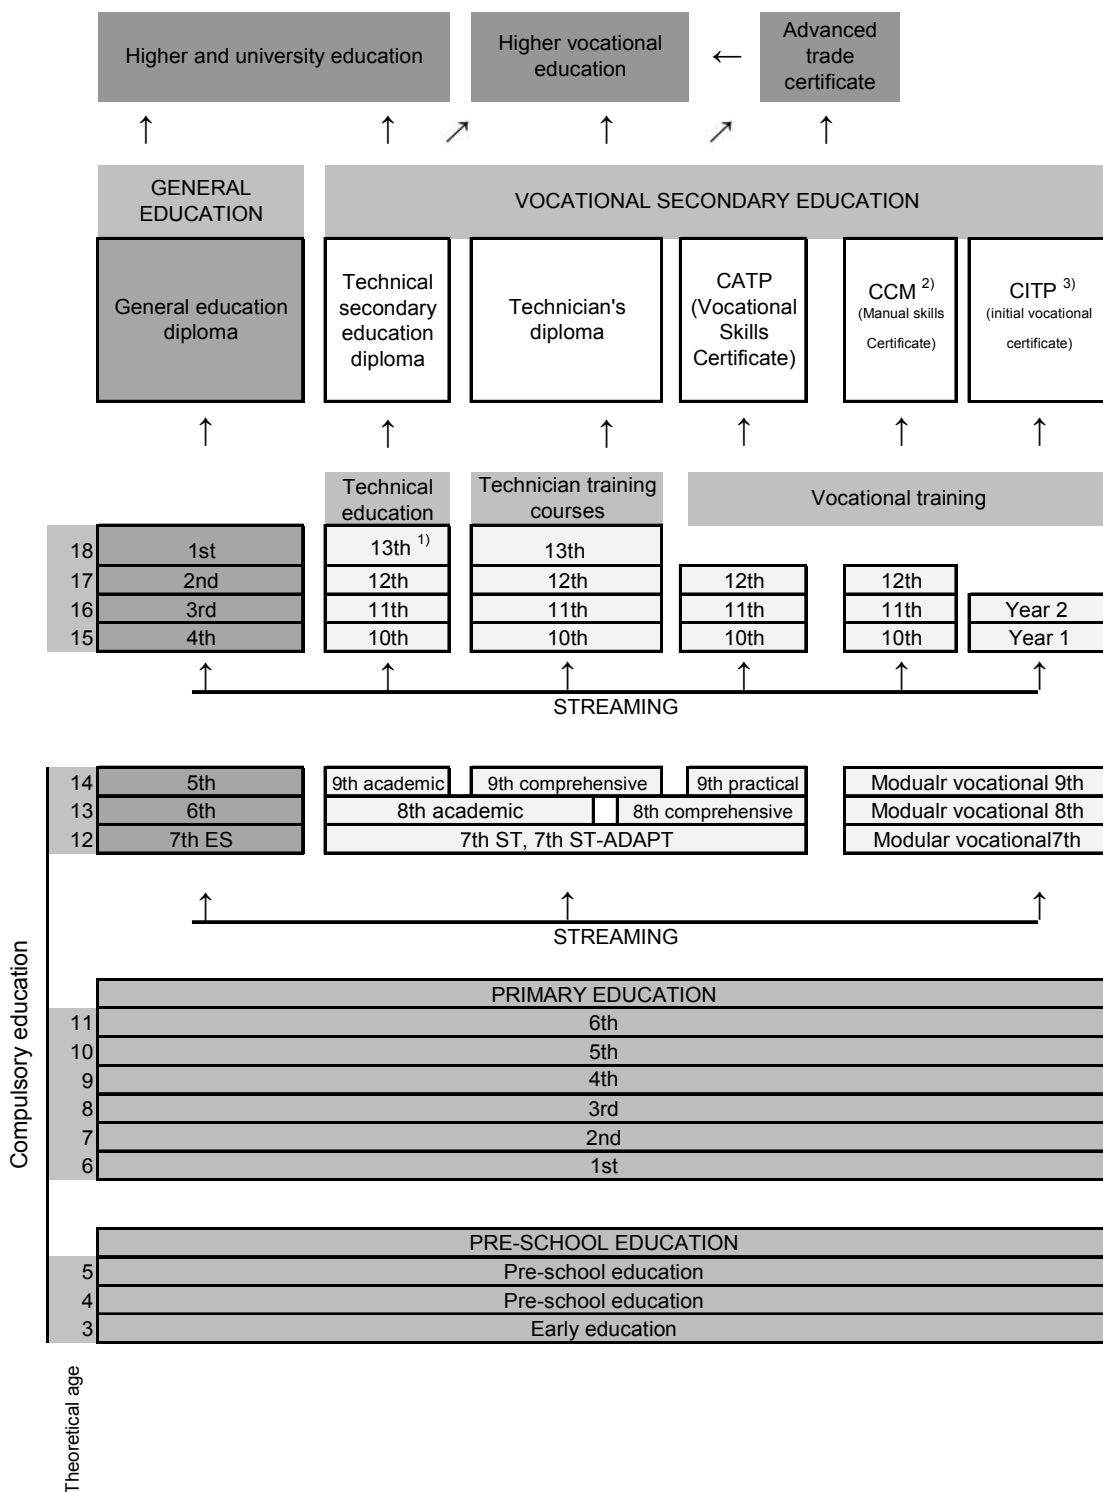 Higher and university education
Higher vocational
education
Advanced
trade
certificate
← 
↑ ↑ ↗ ↑ ↗ ↑
GENERAL
EDUCATION
VOCATIONAL SECONDARY EDUCATION
General education
diploma
Technical
secondary
education
diploma
Technician's
diploma
CATP
(Vocational
Skills
Certificate)
CCM 2)
(Manual skills
Certificate)
CITP 3)
(initial vocational
certificate)
↑ ↑ ↑ ↑ ↑ ↑
Technical
education
Technician training
courses
Vocational training
18 1st 13th 1) 13th
17 2nd 12th 12th 12th 12th
16 3rd 11th 11th 11th 11th Year 2
15 4th 10th 10th 10th 10th Year 1
↑ ↑ ↑ ↑ ↑ ↑
STREAMING
14 5th 9th academic 9th comprehensive 9th practical Modualr vocational 9th
13 6th 8th academic 8th comprehensive Modualr vocational 8th
12 7th ES 7th ST, 7th ST-ADAPT Modular vocational7th
↑ ↑ ↑
STREAMING
Compulsory education
PRIMARY EDUCATION
11 6th
10 5th
9 4th
8 3rd
7 2nd
6 1st
PRE-SCHOOL EDUCATION
5 Pre-school education
4 Pre-school education
3 Early education
Theoretical age